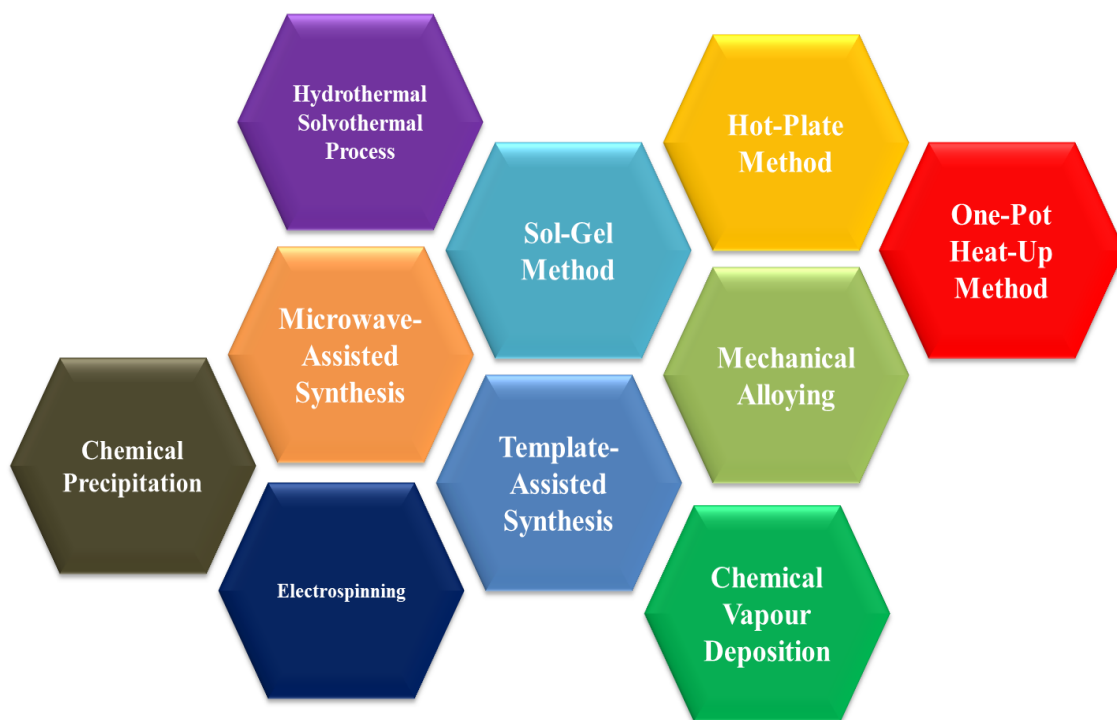 Hydrothermal
Solvothermal
Process
Hot-Plate
Method
One-Pot
Heat-Up
Method
Sol-Gel
Method
Microwave-
Assisted
Synthesis
Mechanical
Alloying
Chemical
Precipitation
Template-
Assisted
Synthesis
Electrospinning
Chemical
Vapour
Deposition